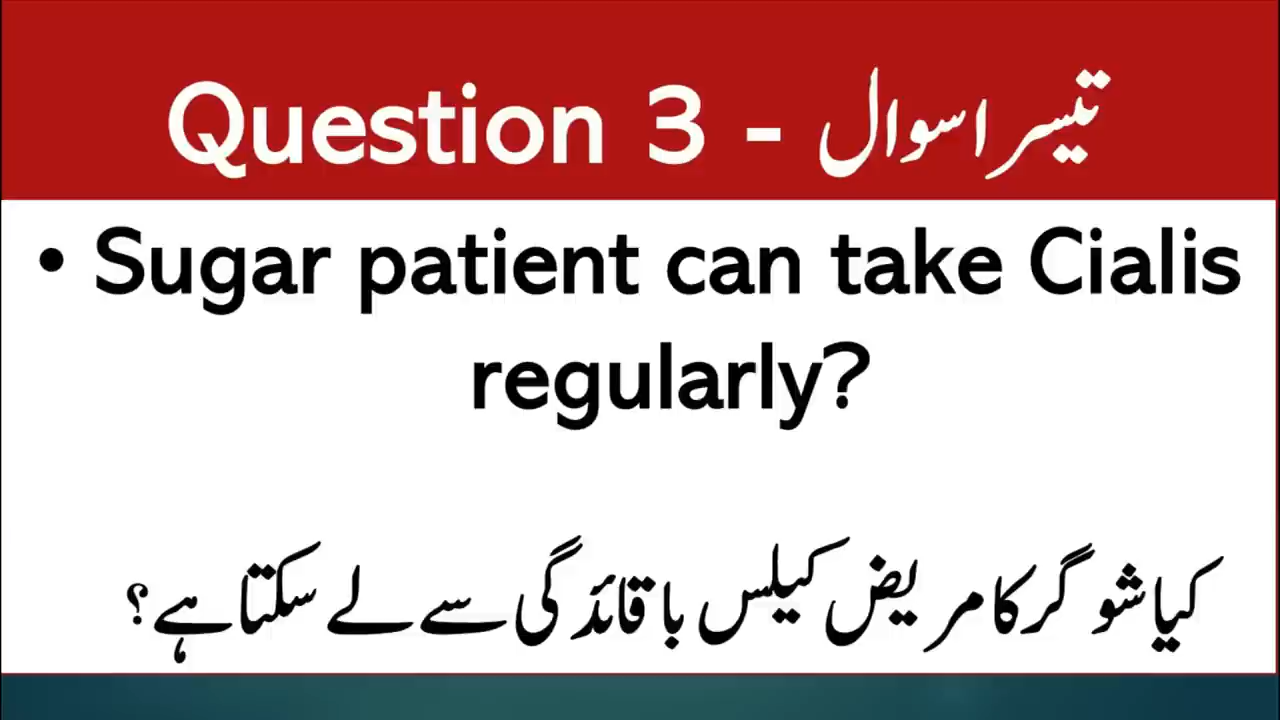 Question 3 - تیسرا سوال
• Sugar patient can take Cialis
regularly?
کیا شوگر کا مریض کیلس باقائدگی سے لے سکتا ہے؟